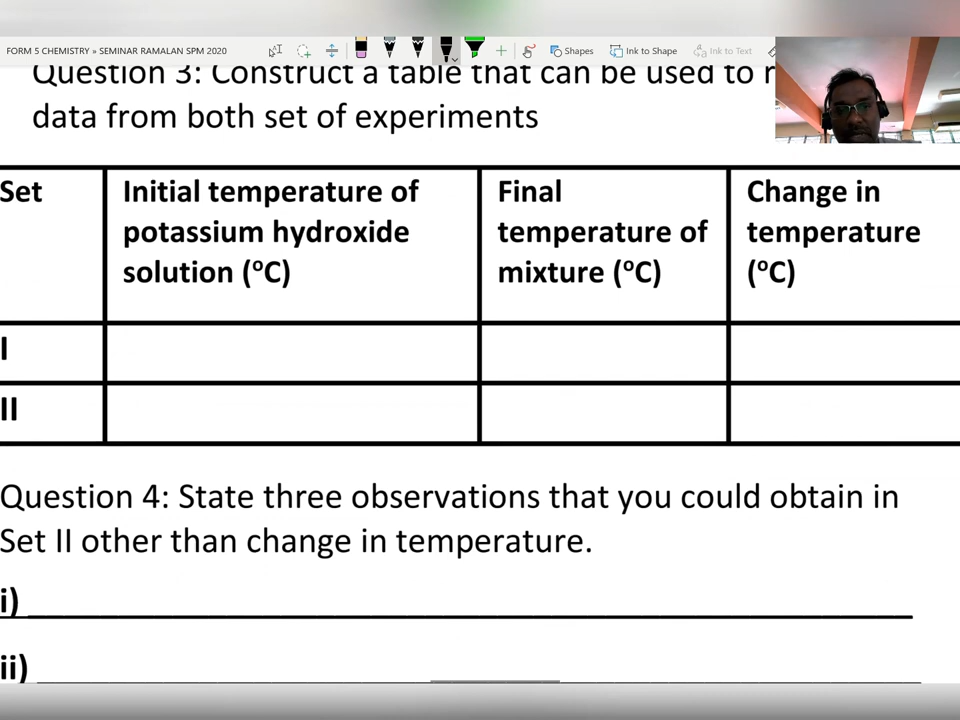 FORM 5 CHEMISTRY » SEMINAR RAMALAN SPM 2020
Shapes Ink to Shape Ink to Text
Question 3: Construct a table that can be used to
data from both set of experiments
Set
Initial temperature of
potassium hydroxide
solution (°C)
Final
temperature of
mixture (°C)
Change in
temperature
(°C)
I
II
Question 4: State three observations that you could obtain in
Set II other than change in temperature.
i)
ii)